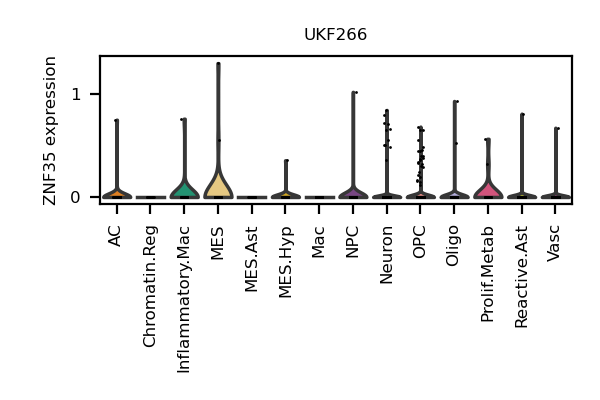 UKF266
ZNF35 expression
1
0
AC
Chromatin.Reg
Inflammatory.Mac
MES
MES.Ast
MES.Hyp
Mac
NPC
Neuron
OPC
Oligo
Prolif.Metab
Reactive.Ast
Vasc